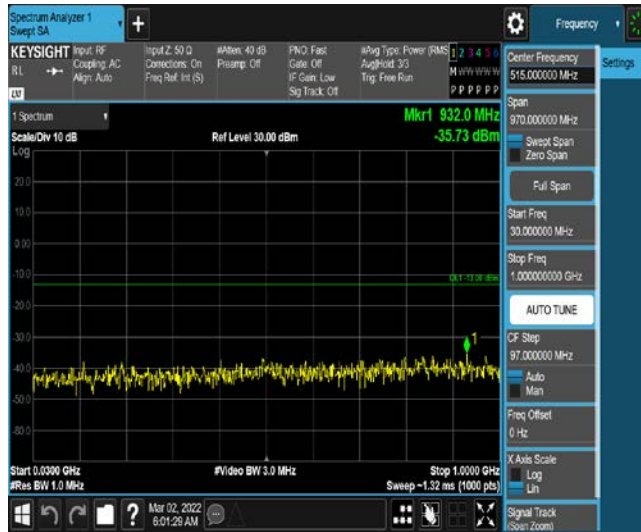 Spectrum Analyzer 1
Swept SA
+
Frequency
KEYSIGHT
Input: RF
Coupling: AC
Align: Auto
Input Z: 50 Ω
Corrections: On
Freq Ref: Int (S)
#Atten: 40 dB
Preamp: Off
PNO: Fast
Gate: Off
IF Gain: Low
Sig Track: Off
#Avg Type: Power (RMS
Avg|Hold: 3/3
Trig: Free Run
1 2 3 4 5 6
M W W W W W
P P P P P P
RL
LXI
1 Spectrum
Scale/Div 10 dB
Log
Ref Level 30.00 dBm
Mkr1 932.0 MHz
-35.73 dBm
20.0
10.0
0.00
-10.0
DL1 -13.00 dBm
-20.0
-30.0
1
-40.0
-50.0
-60.0
Start 0.0300 GHz
#Res BW 1.0 MHz
#Video BW 3.0 MHz
Stop 1.0000 GHz
Sweep ~1.32 ms (1000 pts)
Mar 02, 2022
6:01:29 AM
?
Center Frequency
515.000000 MHz
Settings
Span
970.000000 MHz
Swept Span
Zero Span
Full Span
Start Freq
30.000000 MHz
Stop Freq
1.000000000 GHz
AUTO TUNE
CF Step
97.000000 MHz
Auto
Man
Freq Offset
0 Hz
X Axis Scale
Log
Lin
Signal Track
(Span Zoom)